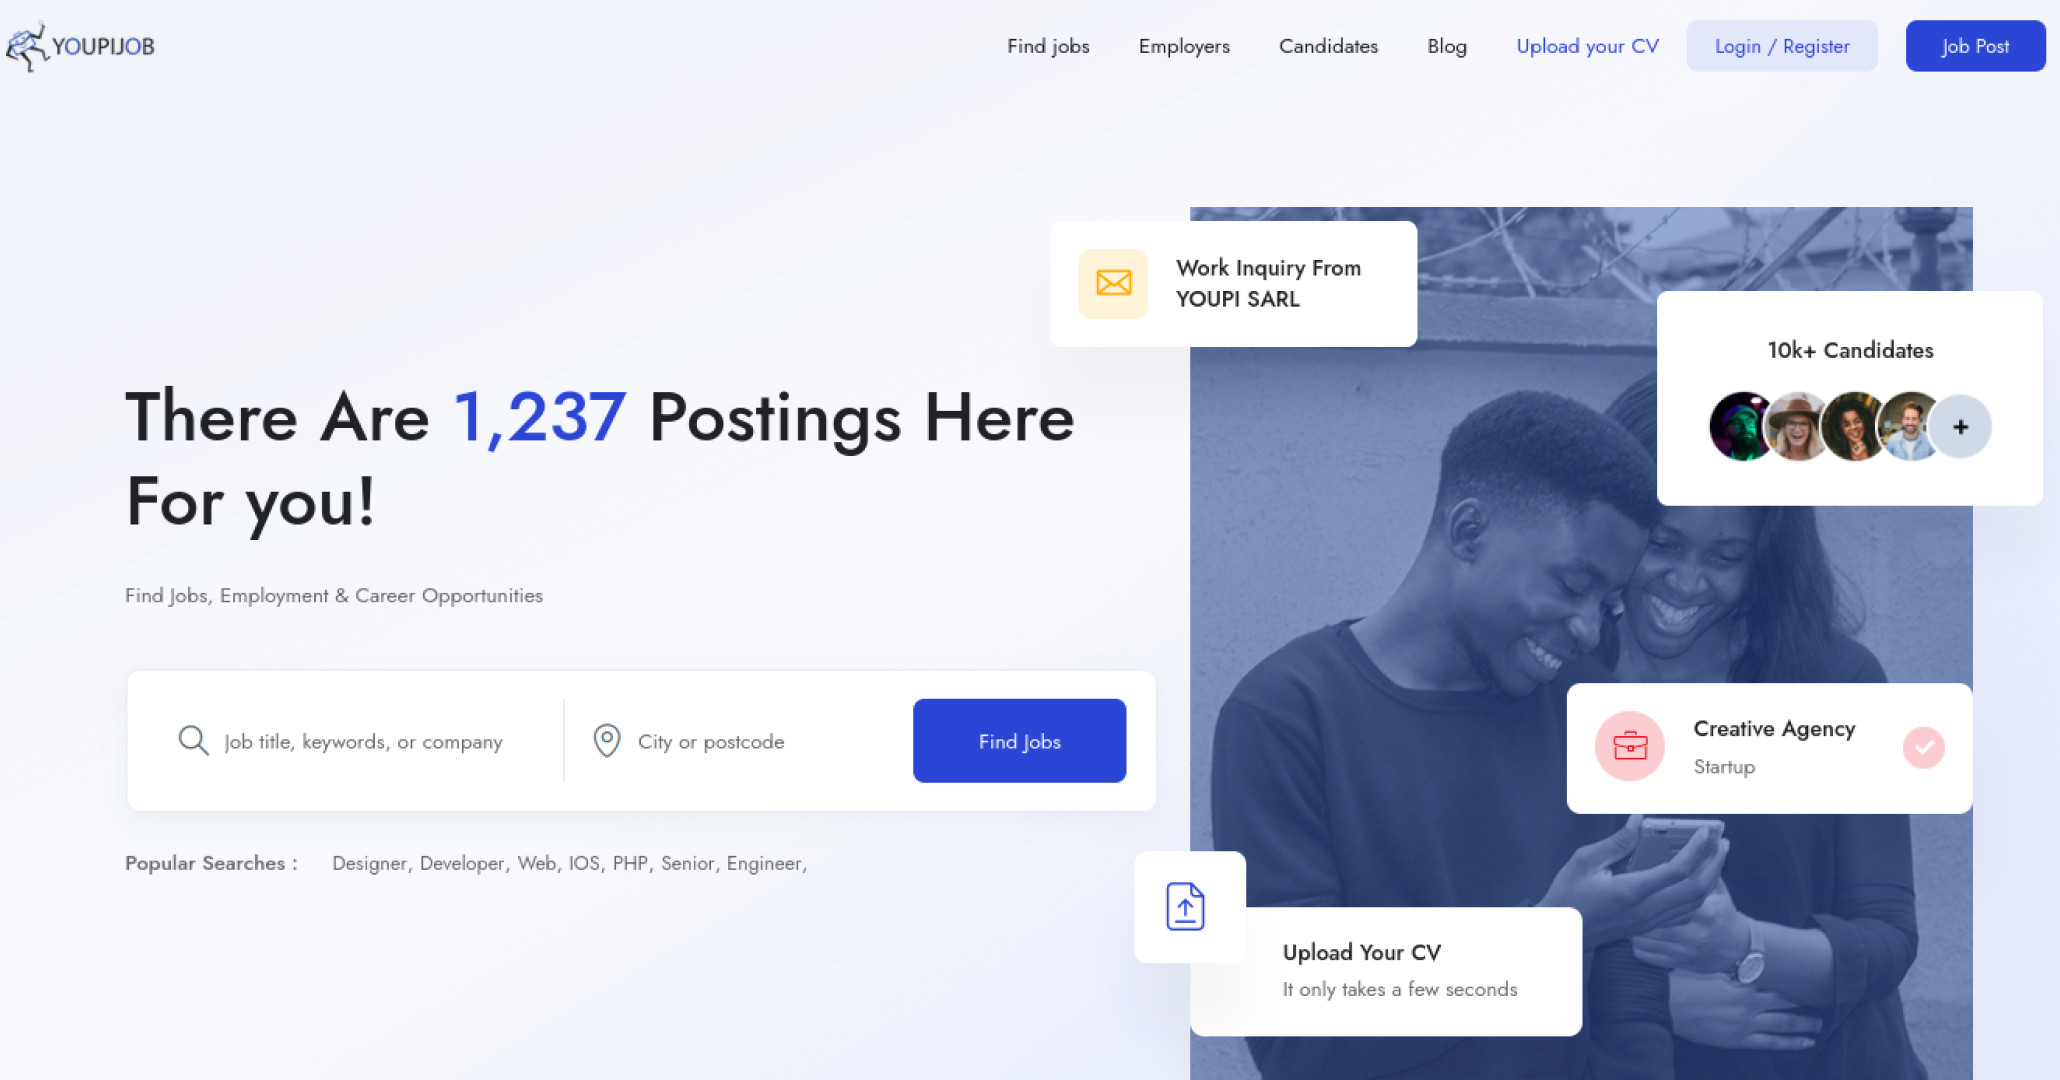 YOUPIJOB
Find jobs
Employers
Candidates
Blog
Upload your CV
Login / Register
Job Post
Work Inquiry From
YOUPI SARL
10k+ Candidates
+
There Are 1,237 Postings Here
For you!
Find Jobs, Employment & Career Opportunities
Job title, keywords, or company
City or postcode
Find Jobs
Creative Agency
Startup
Popular Searches : Designer, Developer, Web, IOS, PHP, Senior, Engineer,
Upload Your CV
It only takes a few seconds